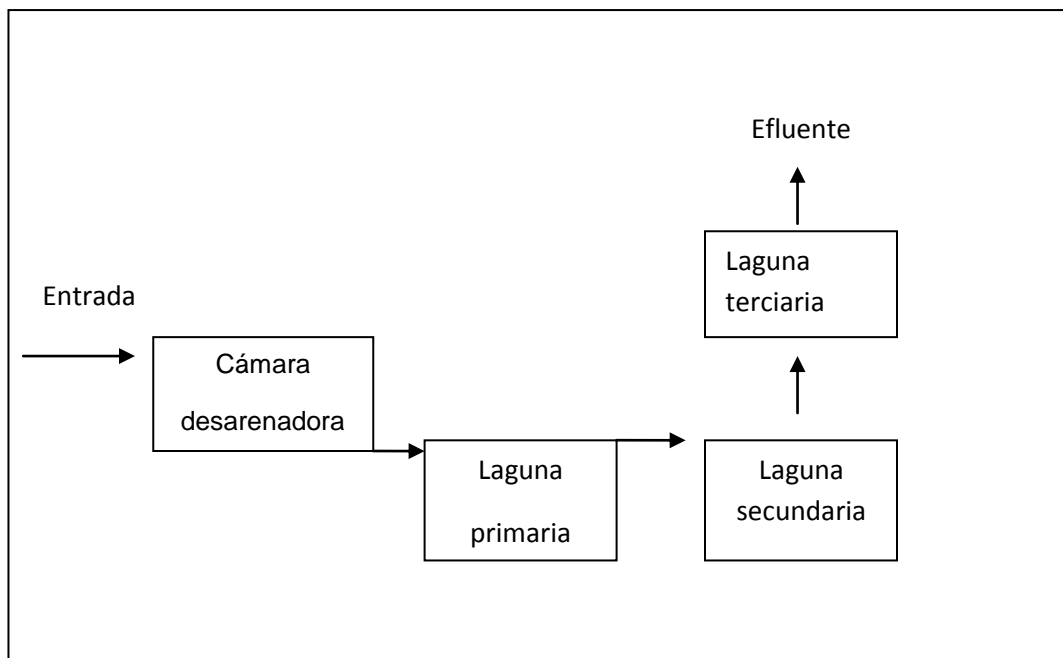 Efluente
Laguna
terciaria
Entrada
Cámara
desarenadora
Laguna
primaria
Laguna
secundaria